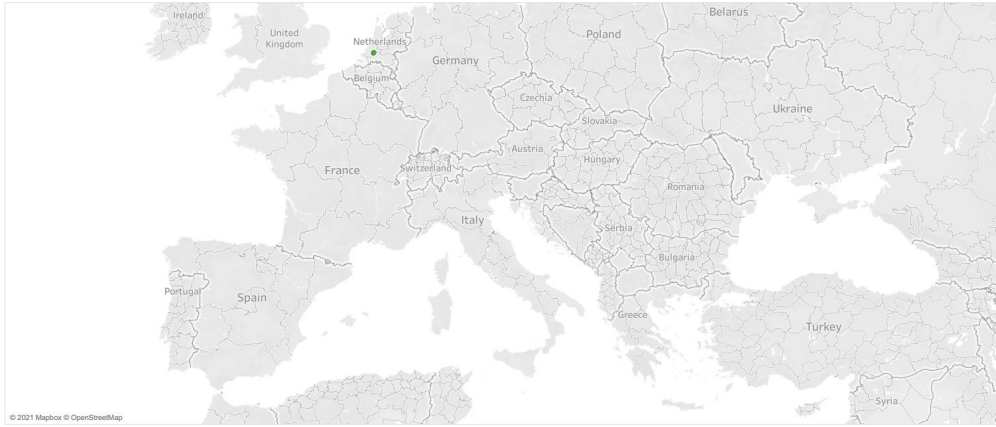 Ireland
United
Kingdom
Netherlands
Belgium
Germany
Poland
Belarus
Czechia
Slovakia
Ukraine
Austria
Hungary
France
Switzerland
Romania
Italy
Serbia
Bulgaria
Portugal
Spain
Greece
Turkey
Syria
© 2021 Mapbox © OpenStreetMap